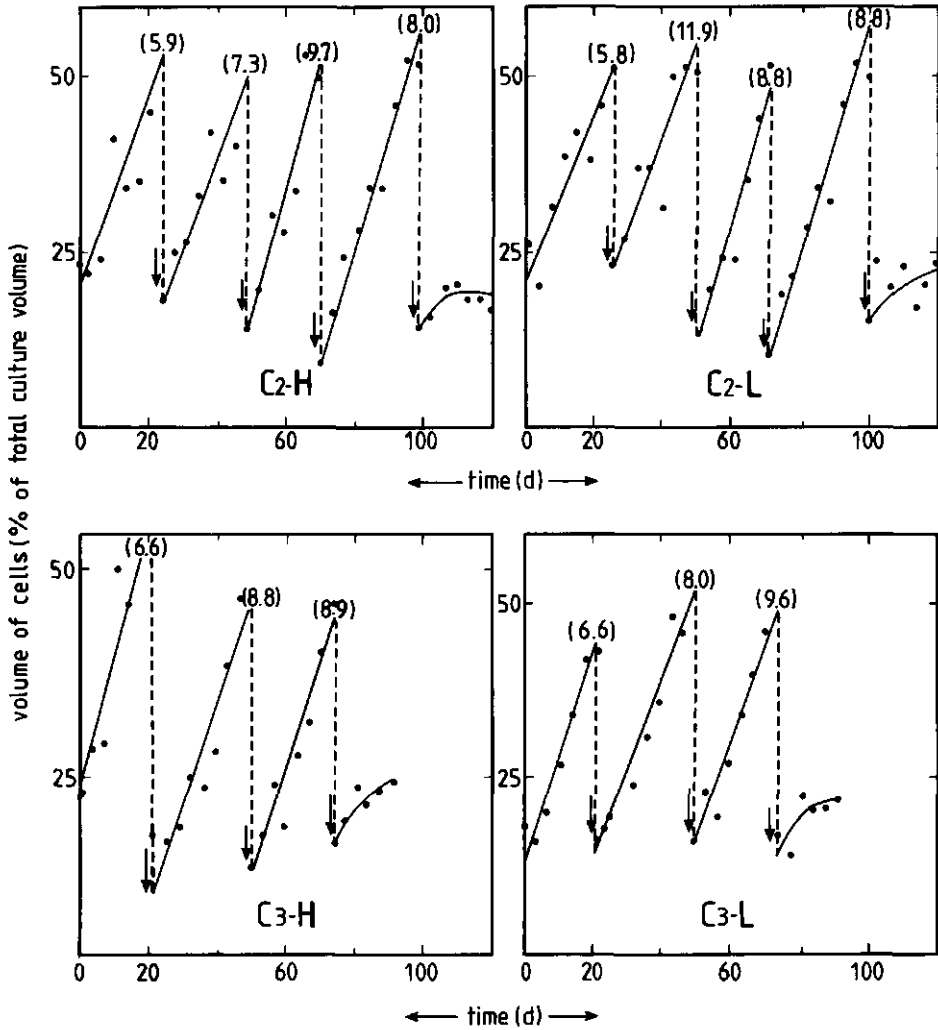 volume of cells (% of total culture volume)
50
25
(5.9)
(7.3)
(9.7)
(8.0)
C2-H
0 20 60 100
50
25
(5.8)
(11.9)
(8.8)
(8.8)
C2-L
0 20 60 100
time (d)
50
25
(6.6)
(8.8)
(8.9)
C3-H
0 20 60 100
50
25
(6.6)
(8.0)
(9.6)
C3-L
0 20 60 100
time (d)